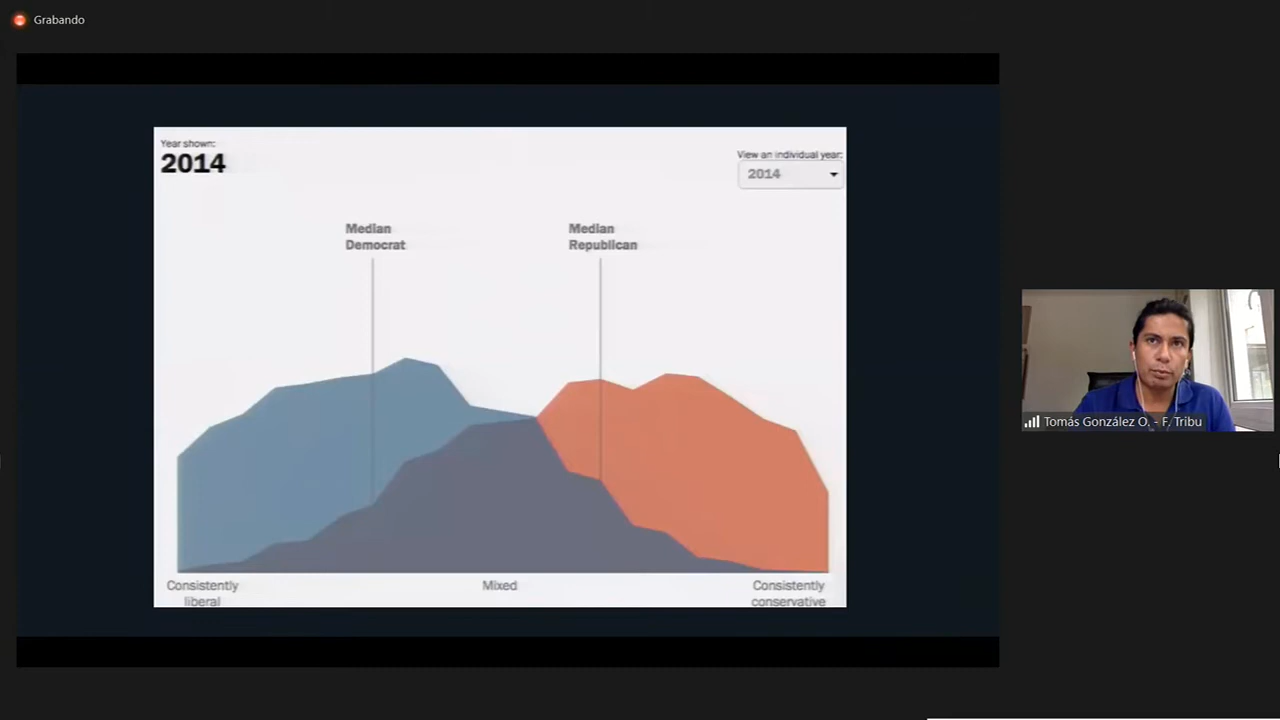 Grabando
Year shown:
2014
View an individual year:
2014
Median
Democrat
Median
Republican
Consistently
liberal
Mixed
Consistently
conservative
Tomás González O. - F. Tribu